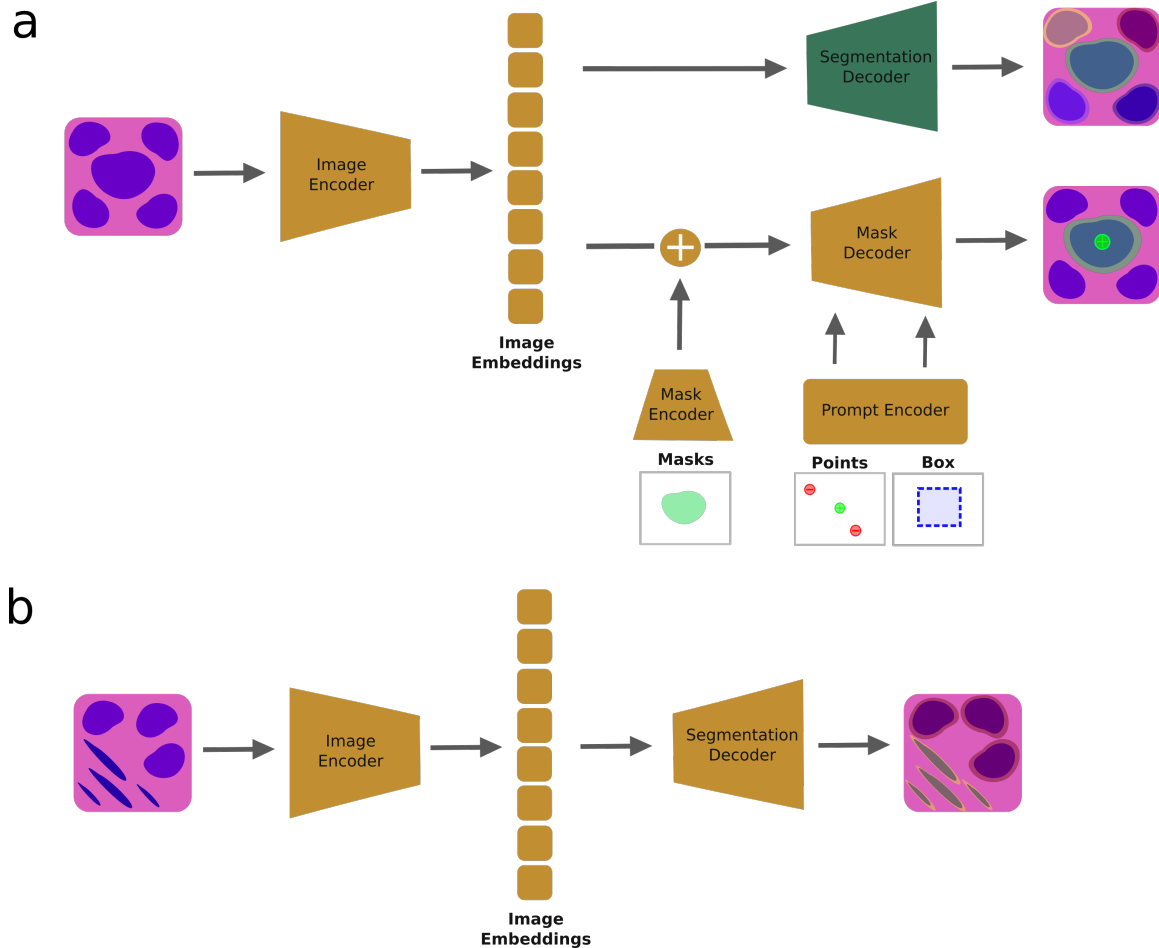 a
Image
Encoder
Image
Embeddings
Segmentation
Decoder
Mask
Decoder
Mask
Encoder
Prompt Encoder
Masks
Points
Box
b
Image
Encoder
Image
Embeddings
Segmentation
Decoder